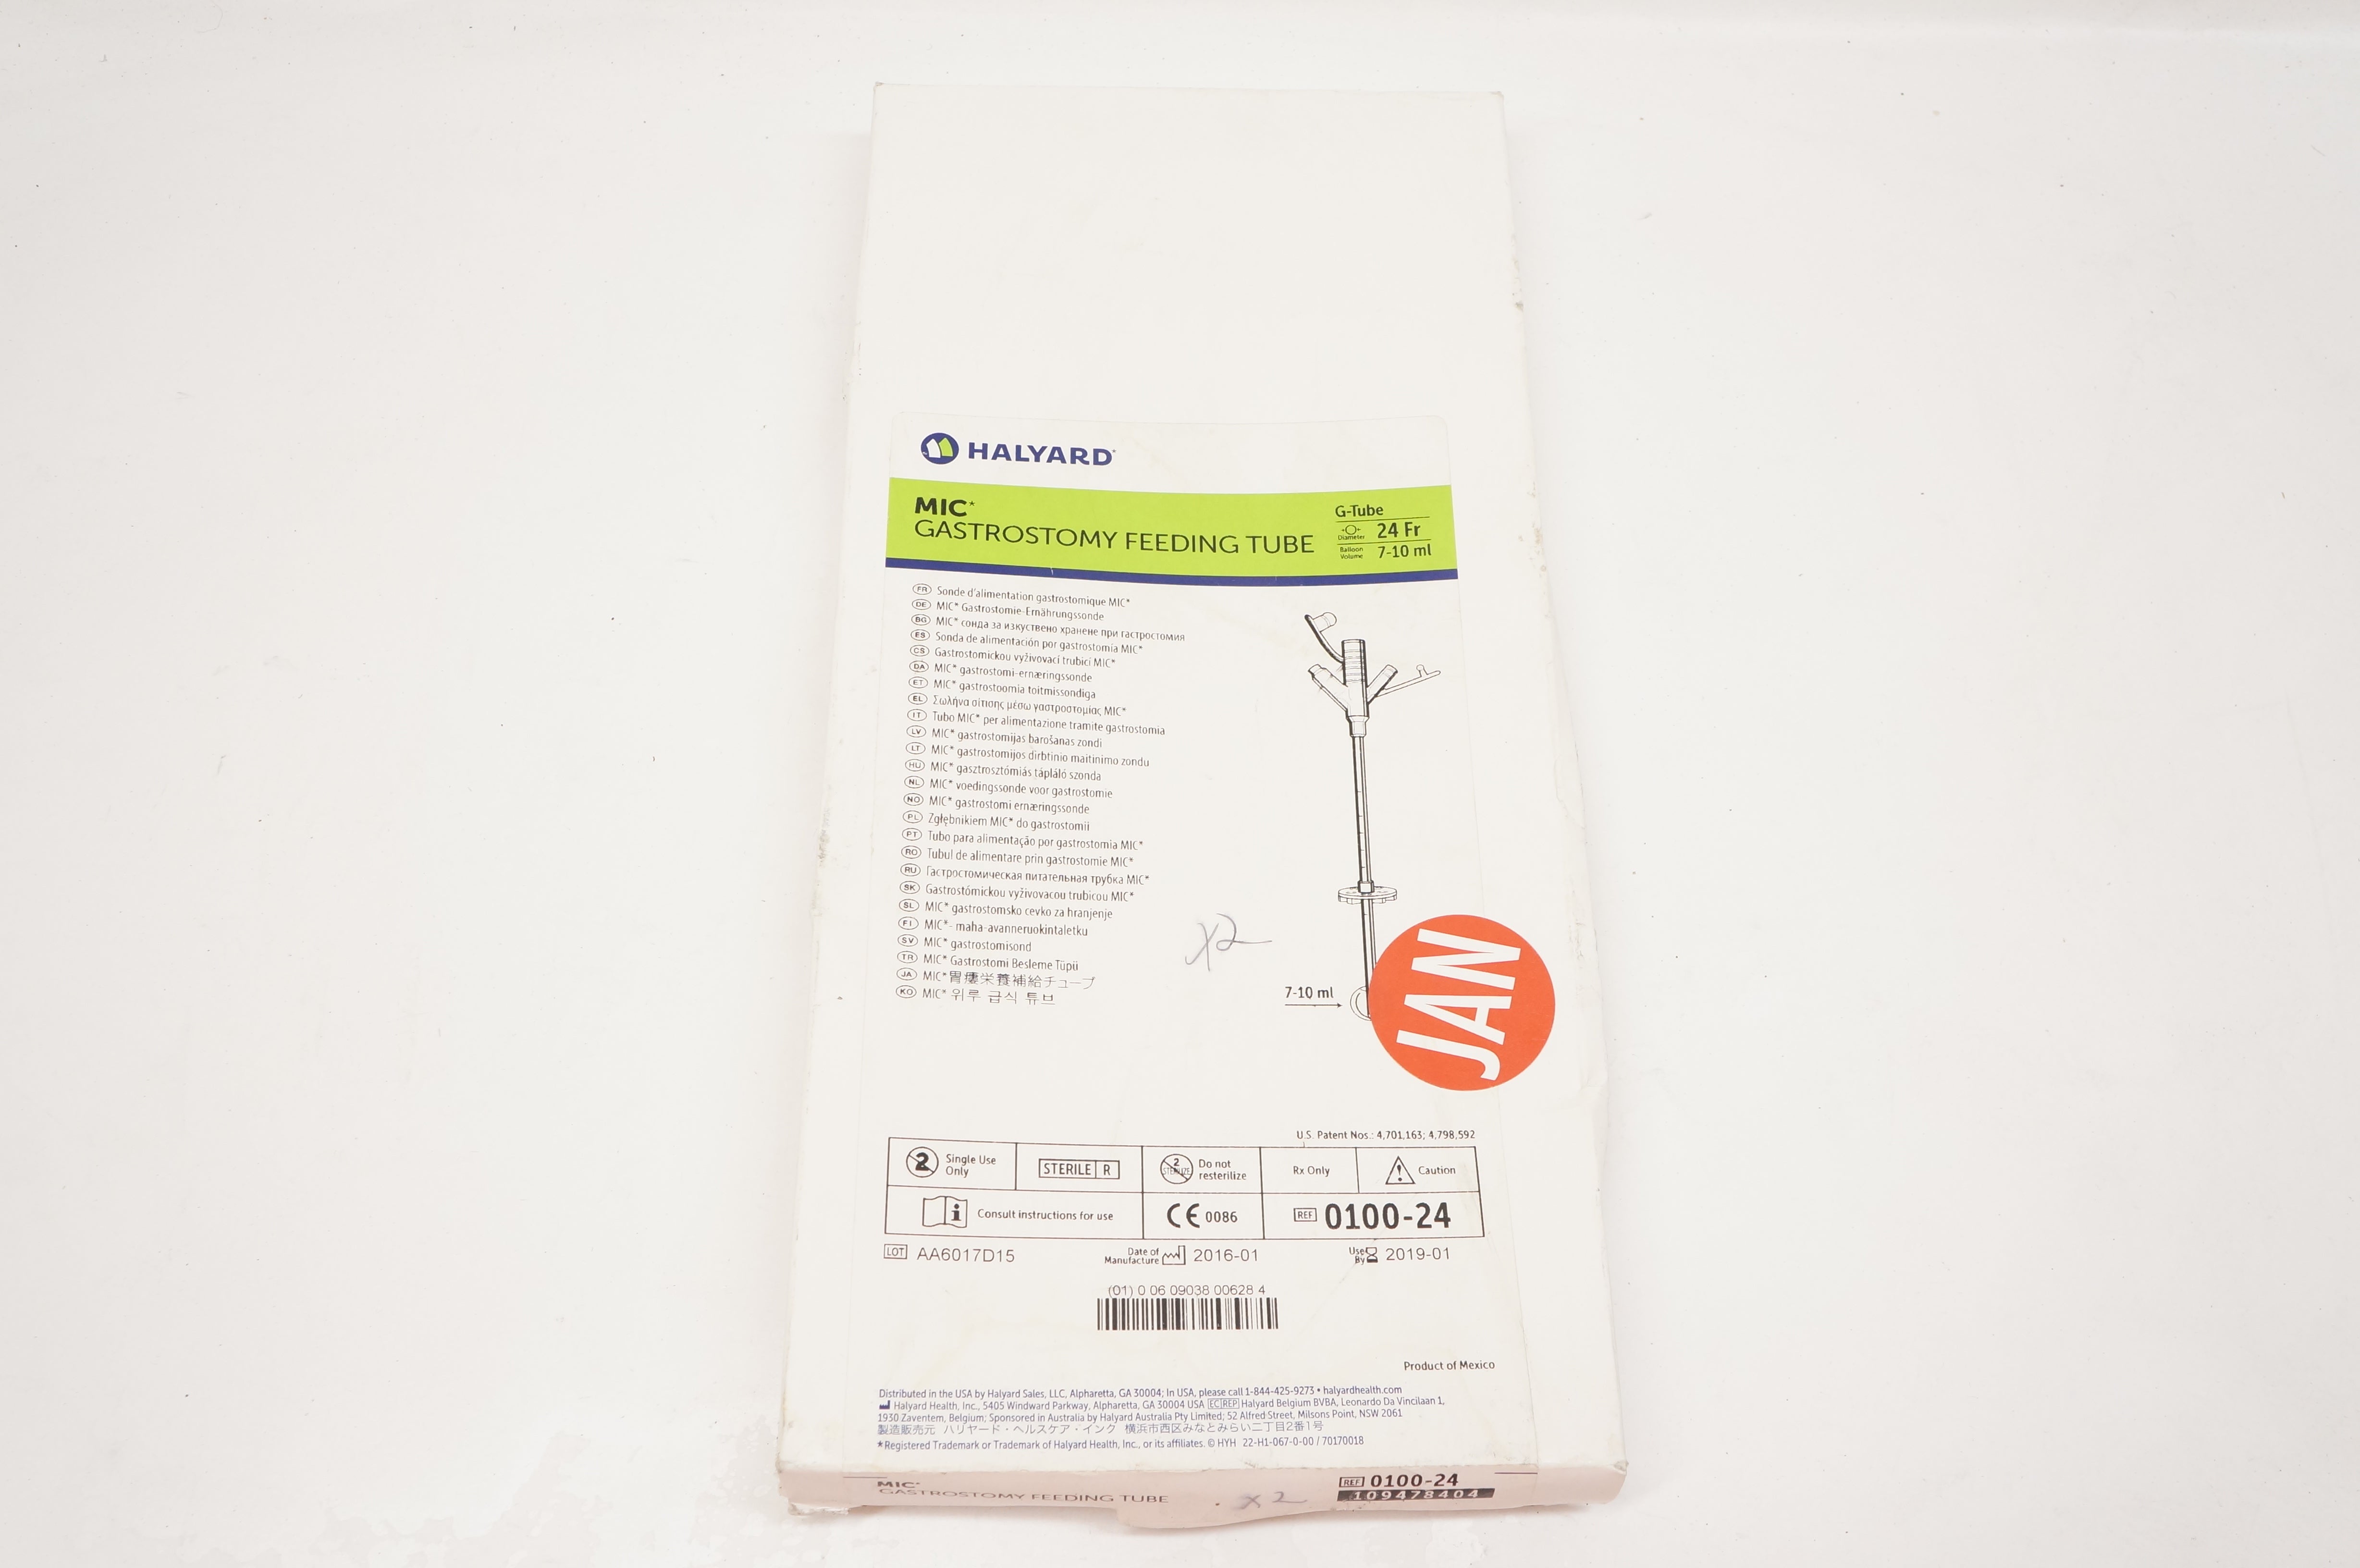 HALYARD*
MIC*
GASTROSTOMY FEEDING TUBE
G-Tube
Diameter 24 Fr
Balloon Volume 7-10 ml
FR Sonde d'alimentation gastrostomique MIC*
DE MIC* Gastrostomie-Ernährungssonde
BG MIC* сонда за изкуствено хранене при гастростомия
ES Sonda de alimentación por gastrostomía MIC*
CS Gastrostomickou vyživovací trubicí MIC*
DA MIC* gastrostomi-ernæringssonde
ET MIC* gastrostoomia toitmissondiga
EL Σωλήνα σίτισης μέσω γαστροστομίας MIC*
IT Tubo MIC* per alimentazione tramite gastrostomia
LV MIC* gastrostomijas barošanas zondi
LT MIC* gastrostomijos dirbtinio maitinimo zondu
HU MIC* gasztrosztómiás tápláló szonda
NL MIC* voedingssonde voor gastrostomie
NO MIC* gastrostomi ernæringssonde
PL Zgłębnikiem MIC* do gastrostomii
PT Tubo para alimentação por gastrostomia MIC*
RO Tubul de alimentare prin gastrostomie MIC*
RU Гастростомическая питательная трубка MIC*
SK Gastrostómickou vyživovacou trubicou MIC*
SL MIC* gastrostomsko cevko za hranjenje
FI MIC*- maha-avanneruokintaletku
SV MIC* gastrostomisond
TR MIC* Gastrostomi Besleme Tüpü
JA MIC*胃瘻栄養補給チューブ
KO MIC* 위루 급식 튜브
X2
7-10 ml
JAN
U.S. Patent Nos.: 4,701,163; 4,798,592
2 Single Use Only
STERILE R
2 STERILIZE Do not resterilize
Rx Only
Caution
Consult instructions for use
CE 0086
REF 0100-24
LOT AA6017D15
Date of Manufacture 2016-01
Use By 2019-01
(01) 0 06 09038 00628 4
Product of Mexico
Distributed in the USA by Halyard Sales, LLC, Alpharetta, GA 30004; In USA, please call 1-844-425-9273 • halyardhealth.com
Halyard Health, Inc., 5405 Windward Parkway, Alpharetta, GA 30004 USA EC REP Halyard Belgium BVBA, Leonardo Da Vincilaan 1,
1930 Zaventem, Belgium; Sponsored in Australia by Halyard Australia Pty Limited; 52 Alfred Street, Milsons Point, NSW 2061
製造販売元 ハリヤード・ヘルスケア・インク 横浜市西区みなとみらい二丁目2番1号
*Registered Trademark or Trademark of Halyard Health, Inc., or its affiliates. © HYH 22-H1-067-0-00 / 70170018
MIC*
GASTROSTOMY FEEDING TUBE
X2
REF 0100-24
109478404